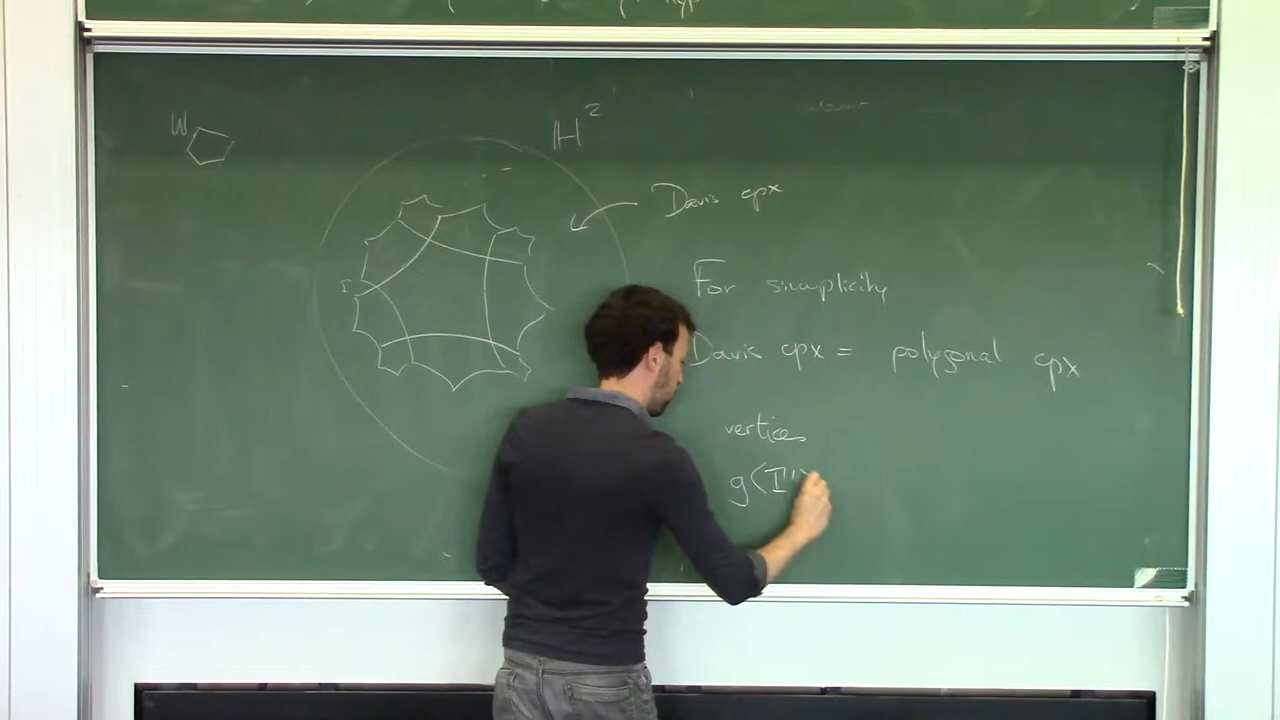 W
ℍ²
Davis cpx
For simplicity
Davis cpx = polygonal cpx
vertices
g⟨Γ'⟩